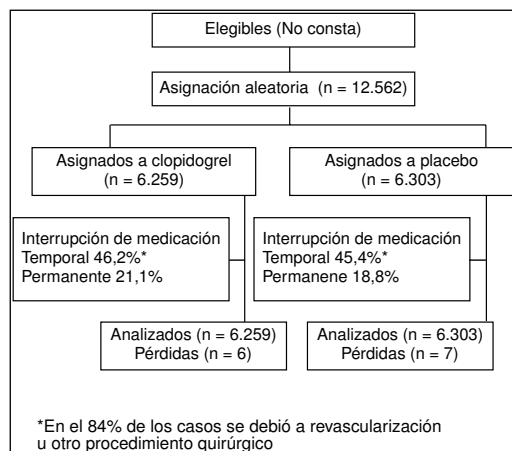 Elegibles (No consta)
Asignación aleatoria (n = 12.562)
Asignados a clopidogrel
(n = 6.259)
Asignados a placebo
(n = 6.303)
Interrupción de medicación
Temporal 46,2%*
Permanente 21,1%
Interrupción de medicación
Temporal 45,4%*
Permanene 18,8%
Analizados (n = 6.259)
Pérdidas (n = 6)
Analizados (n = 6.303)
Pérdidas (n = 7)
*En el 84% de los casos se debió a revascularización
u otro procedimiento quirúrgico